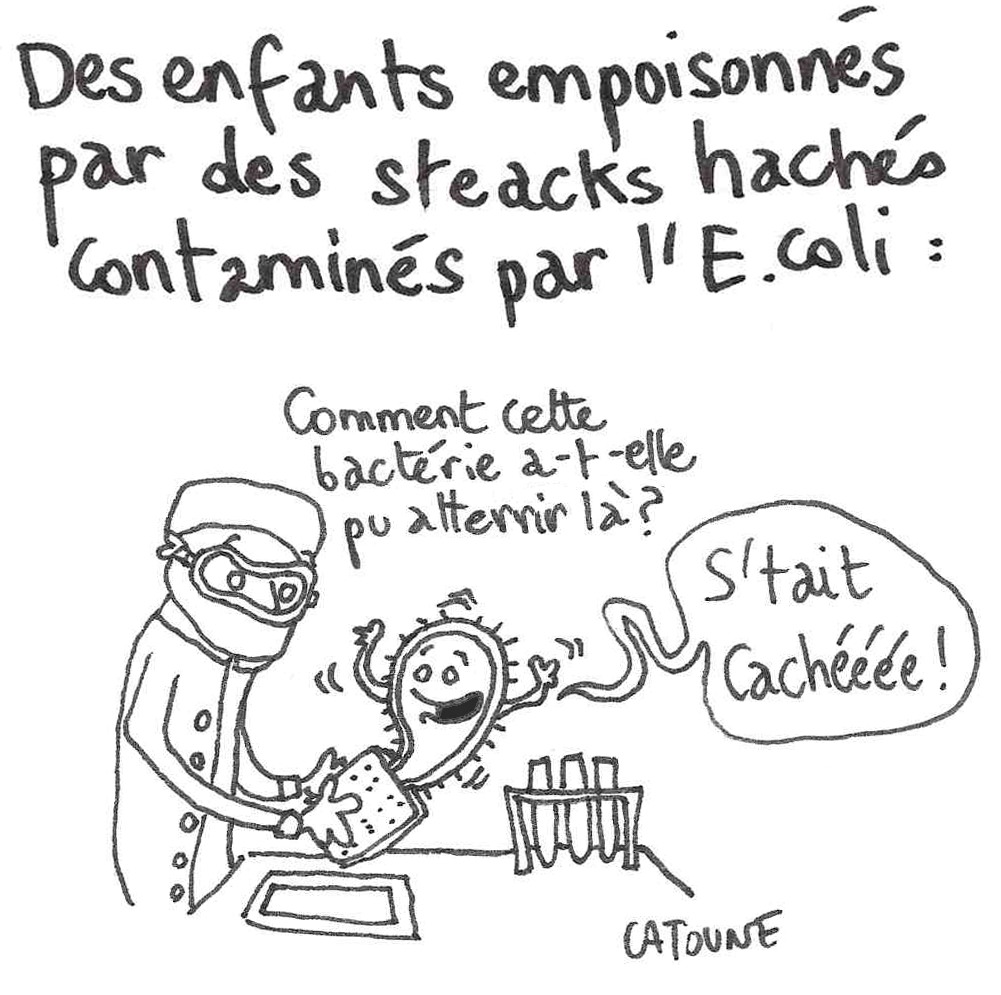 Des enfants empoisonnés
par des steacks hachés
contaminés par l'' E.coli :
Comment cette
bactérie a-t-elle
pu atterrir là ?
S'tait
Cachéééée !
CATOUNE